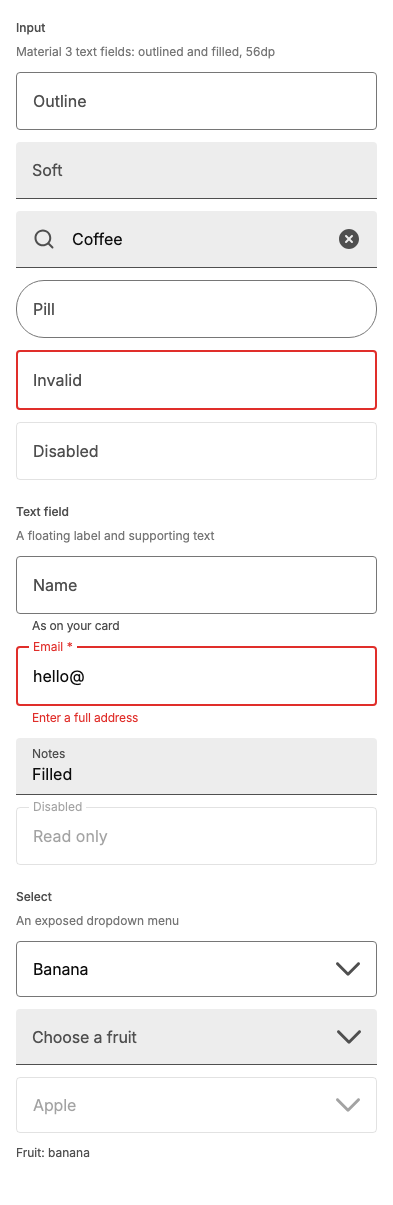 Input
Material 3 text fields: outlined and filled, 56dp
Outline
Soft
Coffee
Pill
Invalid
Disabled
Text field
A floating label and supporting text
Name
As on your card
Email *
hello@
Enter a full address
Notes
Filled
Disabled
Read only
Select
An exposed dropdown menu
Banana
Choose a fruit
Apple
Fruit: banana